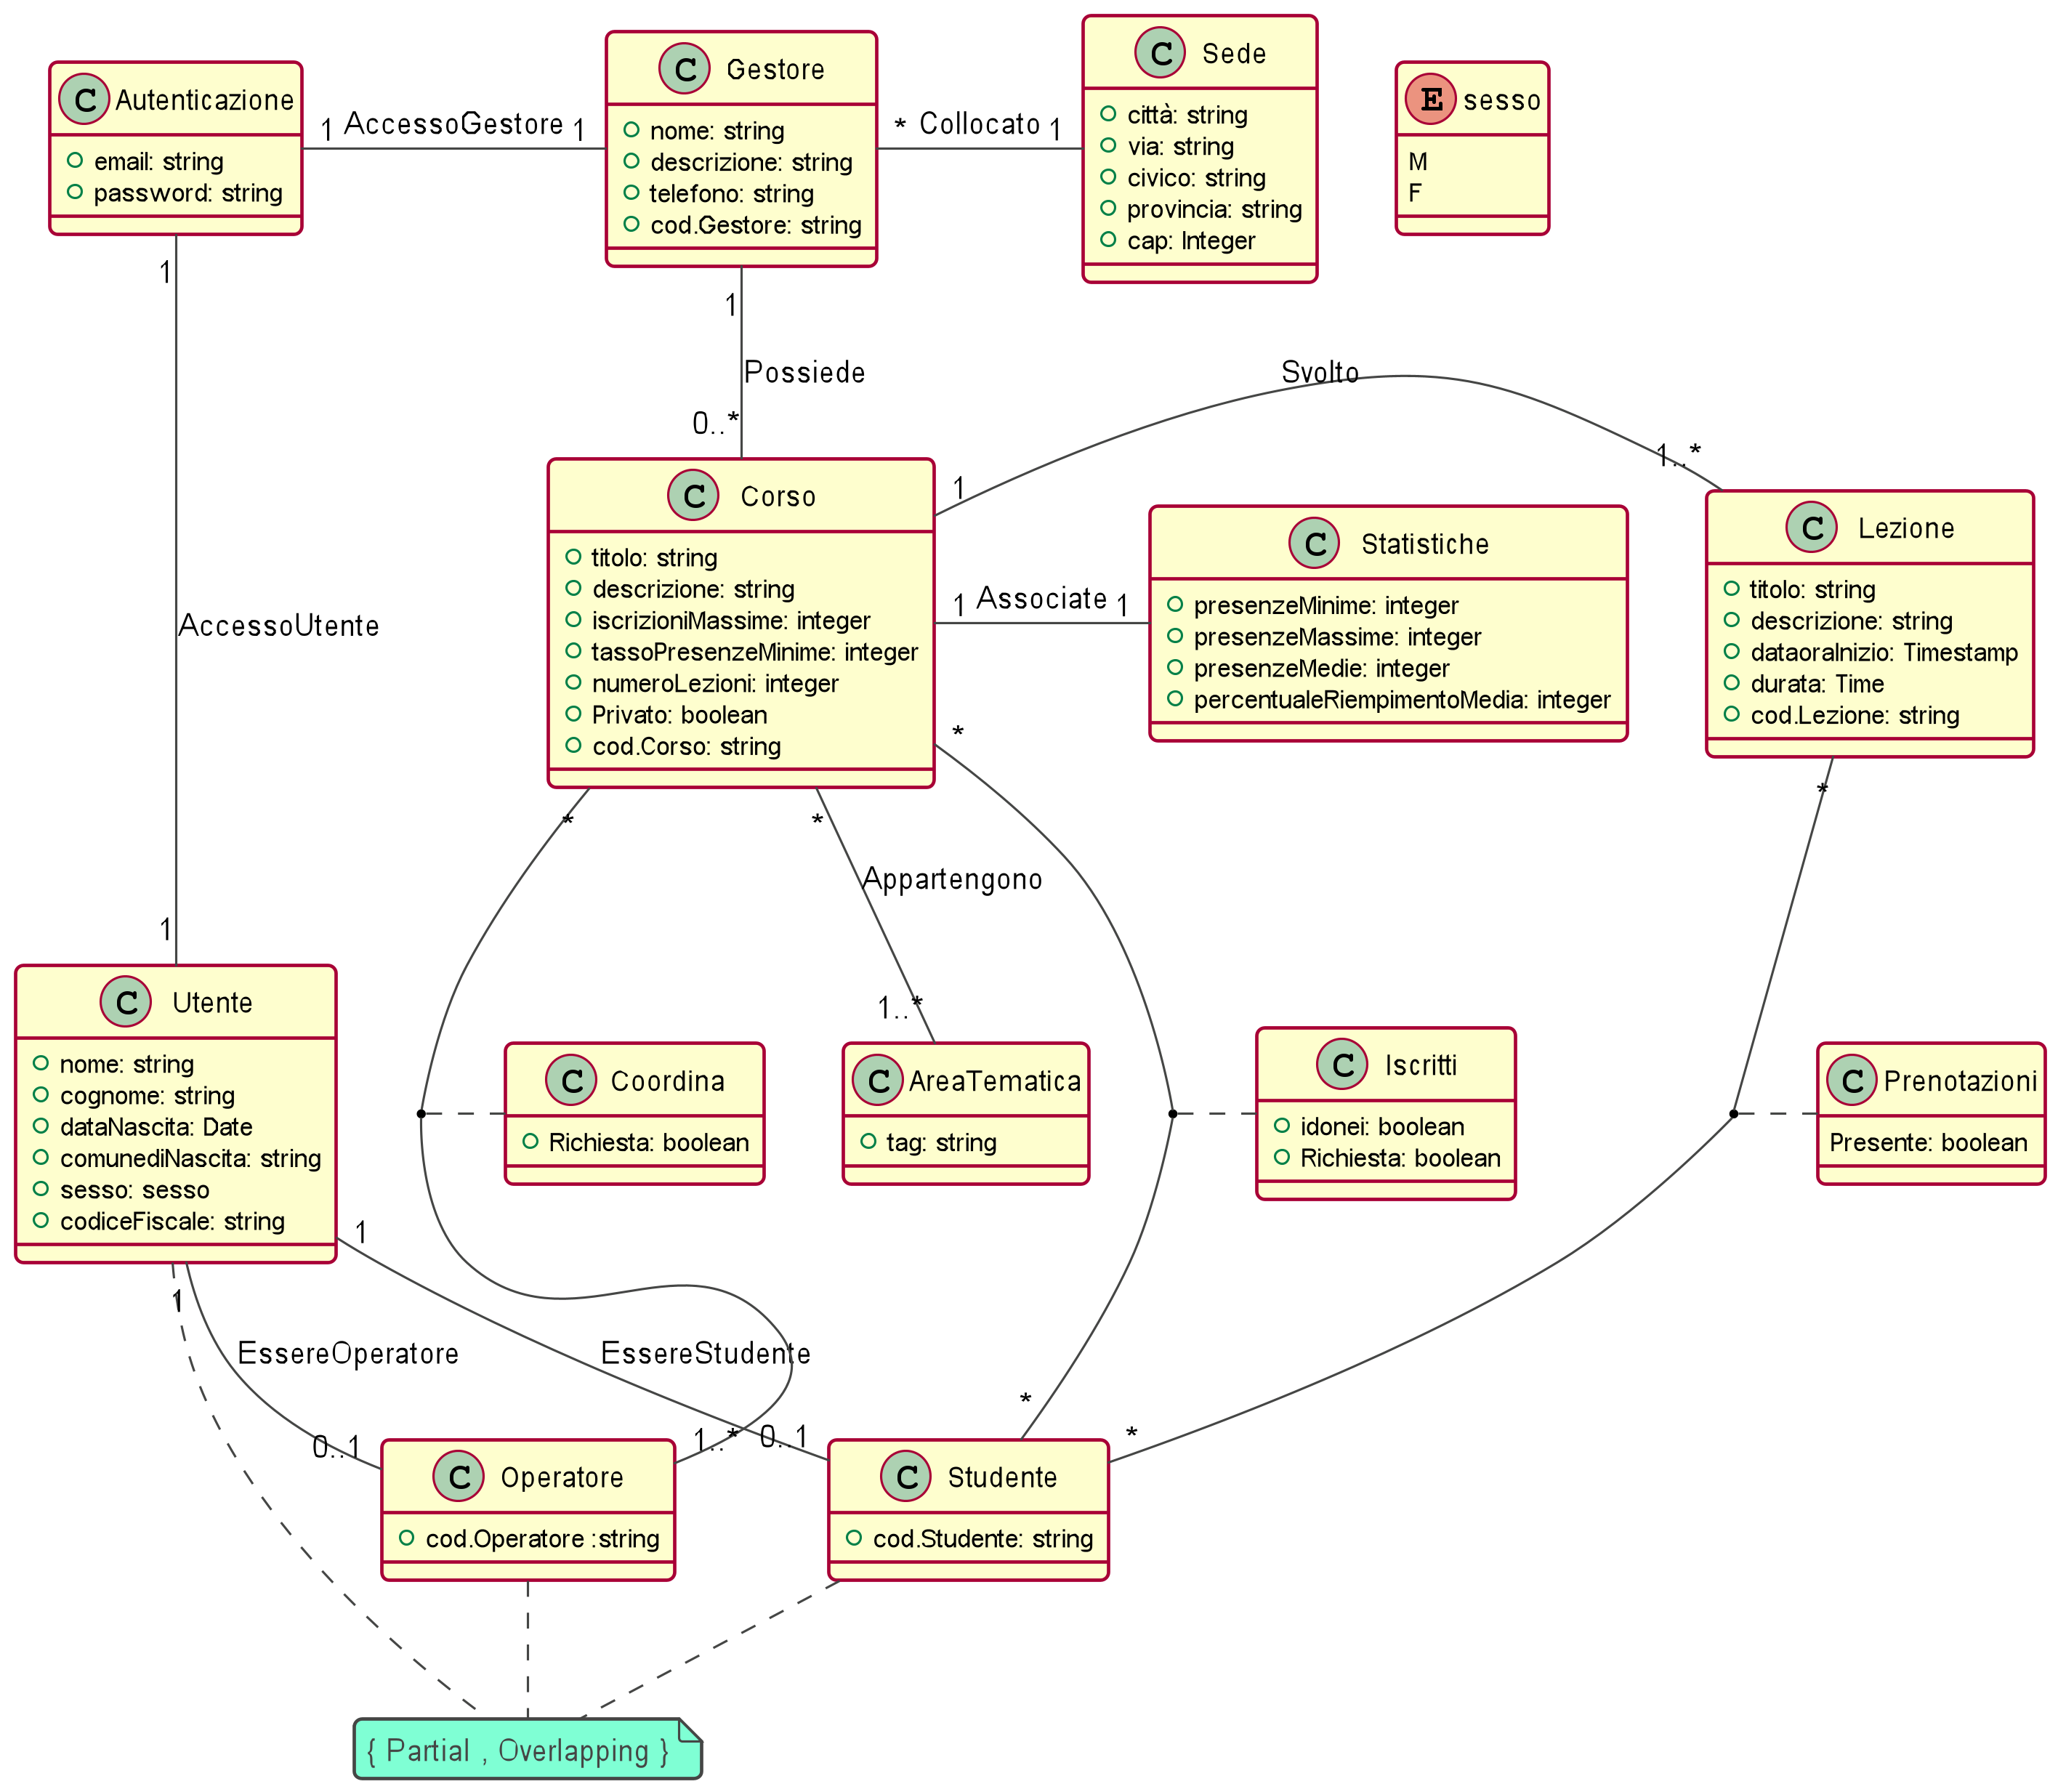 C Autenticazione
email: string
password: string
1 AccessoGestore 1
C Gestore
nome: string
descrizione: string
telefono: string
cod.Gestore: string
* Collocato 1
C Sede
città: string
via: string
civico: string
provincia: string
cap: Integer
E sesso
M
F
1
1
Possiede
0..*
Svolto
1
1..*
C Corso
titolo: string
descrizione: string
iscrizioniMassime: integer
tassoPresenzeMinime: integer
numeroLezioni: integer
Privato: boolean
cod.Corso: string
1 Associate 1
C Statistiche
presenzeMinime: integer
presenzeMassime: integer
presenzeMedie: integer
percentualeRiempimentoMedia: integer
C Lezione
titolo: string
descrizione: string
dataoraInizio: Timestamp
durata: Time
cod.Lezione: string
AccessoUtente
*
*
*
*
Appartengono
1
1..*
C Utente
nome: string
cognome: string
dataNascita: Date
comunediNascita: string
sesso: sesso
codiceFiscale: string
C Coordina
Richiesta: boolean
C AreaTematica
tag: string
C Iscritti
idonei: boolean
Richiesta: boolean
C Prenotazioni
Presente: boolean
1
1
EssereOperatore
EssereStudente
0..1
1..*
0..1
*
*
C Operatore
cod.Operatore :string
C Studente
cod.Studente: string
{ Partial , Overlapping }